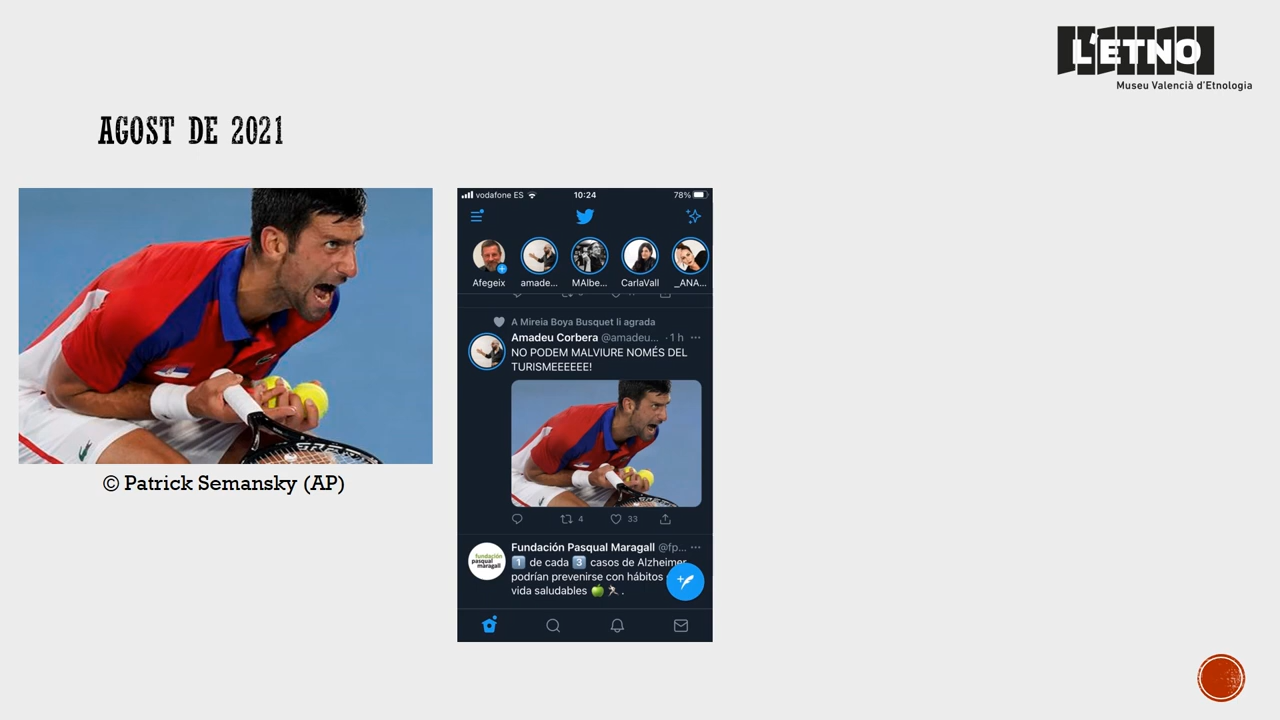 L'ETNO
Museu Valencià d'Etnologia
AGOST DE 2021
© Patrick Semansky (AP)
vodafone ES
10:24
78%
Afegeix
amade...
MAlbe...
CarlaVall
_ANA...
A Mireia Boya Busquet li agrada
Amadeu Corbera @amadeu... · 1 h
NO PODEM MALVIURE NOMÉS DEL
TURISMEEEEEE!
4
33
fundación
pasqual
maragall
Fundación Pasqual Maragall @fp...
1 de cada 3 casos de Alzheimer
podrían prevenirse con hábitos
vida saludables 🍏 .